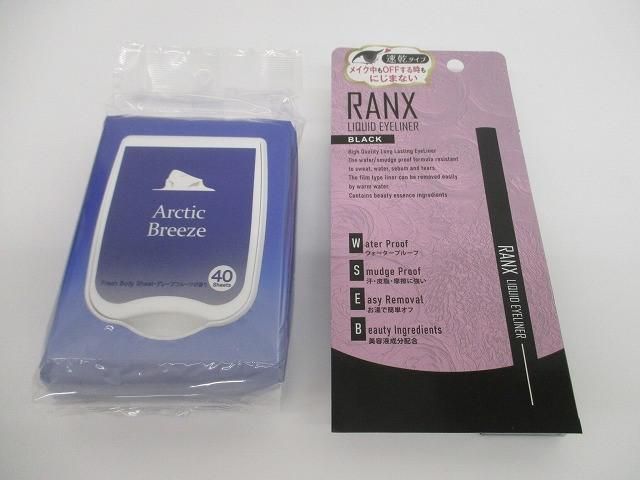 Arctic
Breeze
Fresh Body Sheet・グレープフルーツの香り
40
Sheets
速乾タイプ
メイク中もOFFする時も
にじまない
RANX
LIQUID EYELINER
BLACK
High Quality Long Lasting EyeLiner
The water/smudge proof formula resistant
to sweat, water, sebum and tears.
The film type liner can be removed easily
by warm water.
Contains beauty essence ingredients
Water Proof
ウォータープルーフ
Smudge Proof
汗・皮脂・摩擦に強い
Easy Removal
お湯で簡単オフ
Beauty Ingredients
美容液成分配合
RANX LIQUID EYELINER